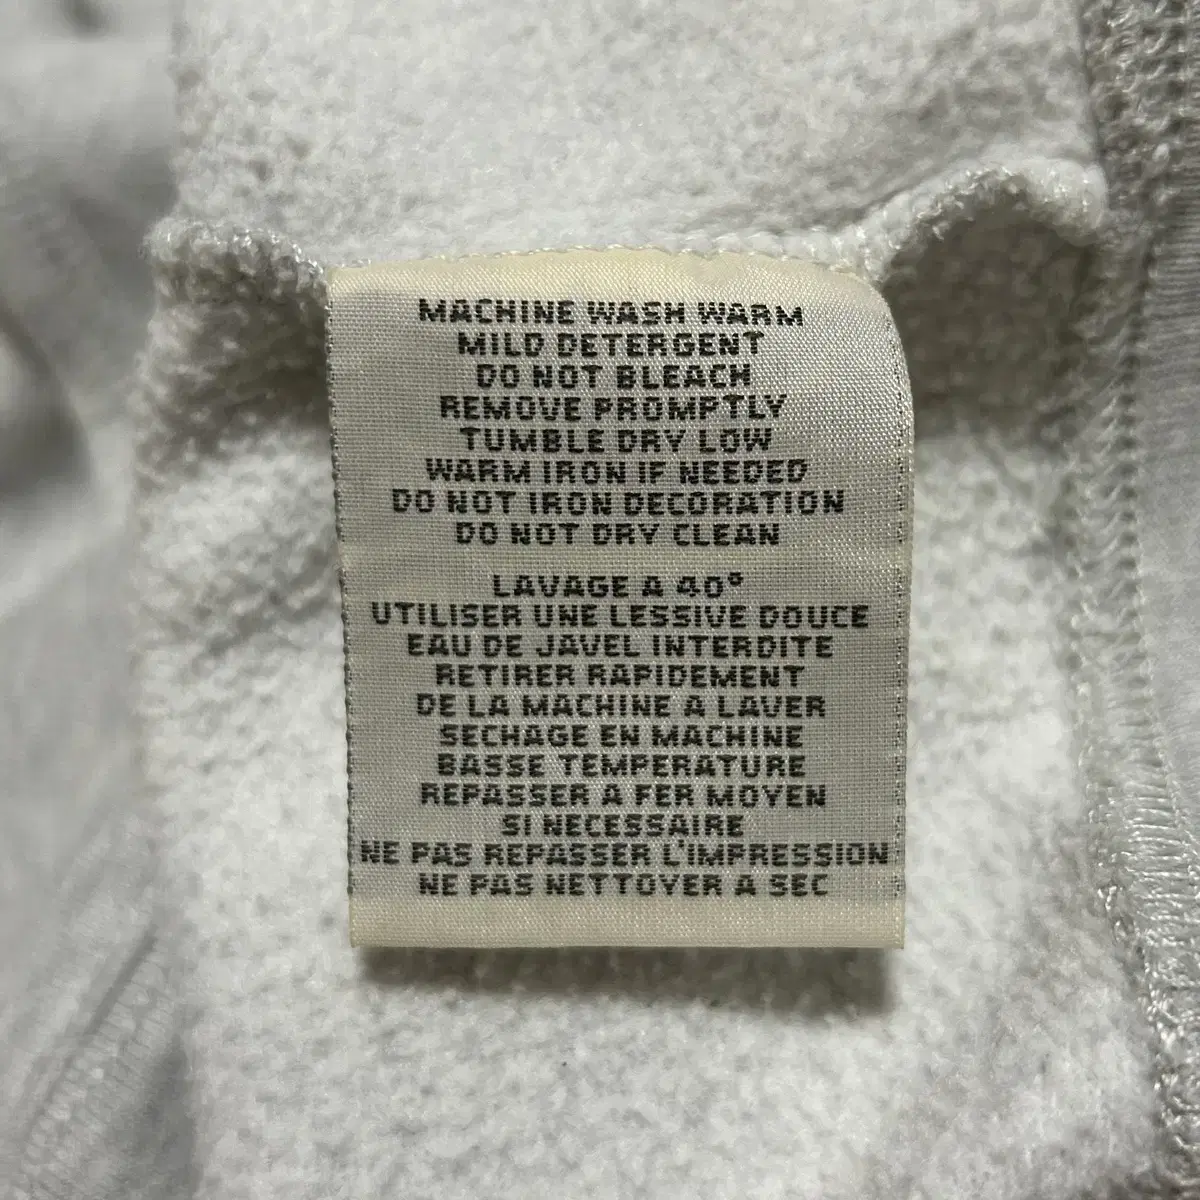 MACHINE WASH WARM
MILD DETERGENT
DO NOT BLEACH
REMOVE PROMPTLY
TUMBLE DRY LOW
WARM IRON IF NEEDED
DO NOT IRON DECORATION
DO NOT DRY CLEAN
LAVAGE A 40°
UTILISER UNE LESSIVE DOUCE
EAU DE JAVEL INTERDITE
RETIRER RAPIDEMENT
DE LA MACHINE A LAVER
SECHAGE EN MACHINE
BASSE TEMPERATURE
REPASSER A FER MOYEN
SI NECESSAIRE
NE PAS REPASSER L'IMPRESSION
NE PAS NETTOYER A SEC